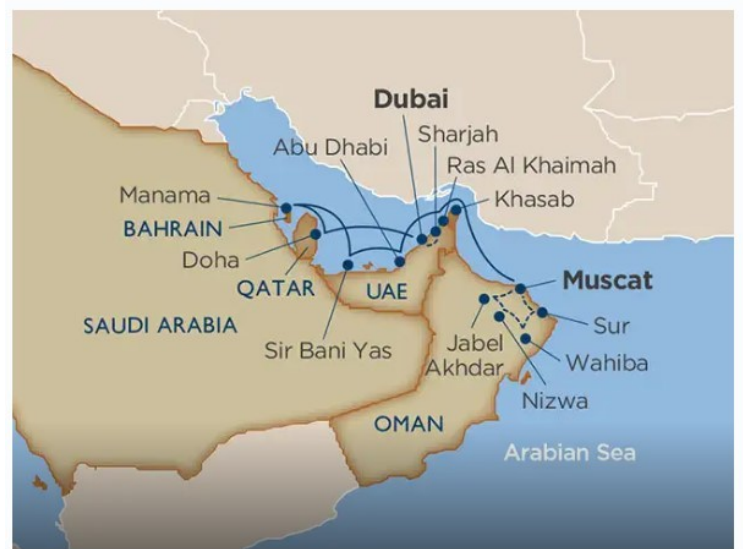 Dubai
Sharjah
Abu Dhabi
Ras Al Khaimah
Manama
Khasab
BAHRAIN
Doha
QATAR
UAE
Muscat
SAUDI ARABIA
Sir Bani Yas
Jabel
Akhdar
Sur
Wahiba
Nizwa
OMAN
Arabian Sea